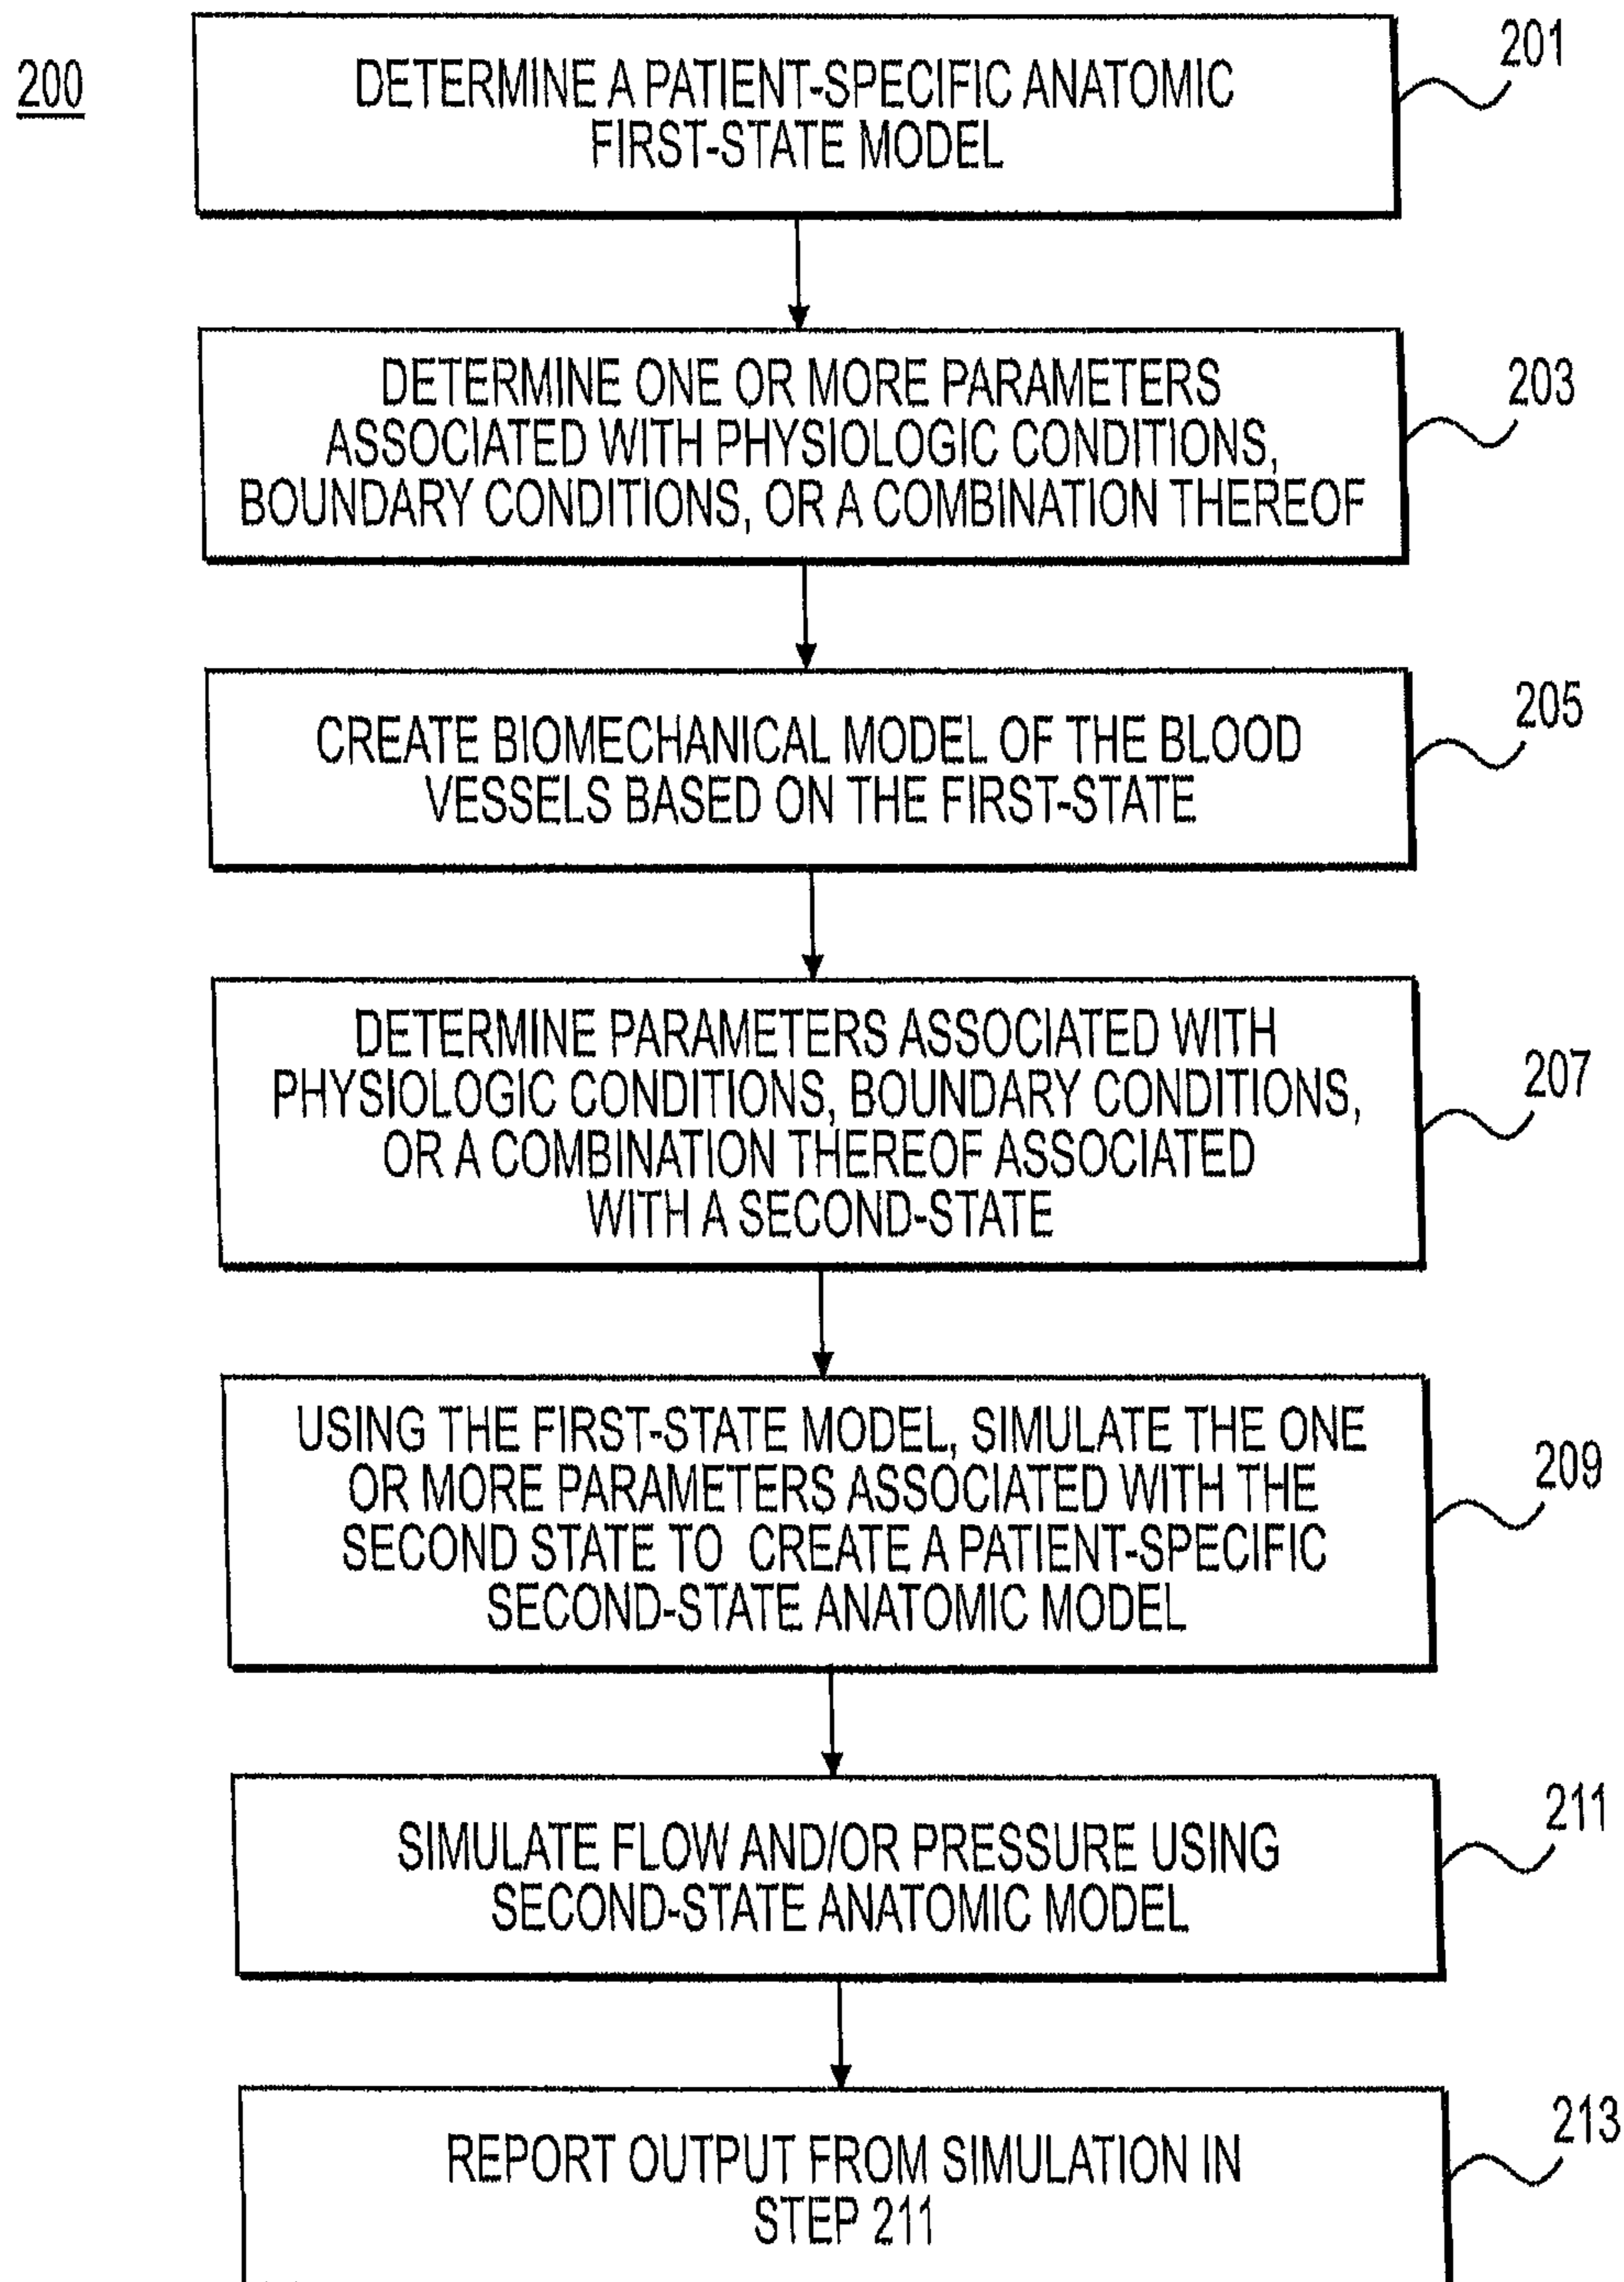 200
DETERMINE A PATIENT-SPECIFIC ANATOMIC
FIRST-STATE MODEL
201
DETERMINE ONE OR MORE PARAMETERS
ASSOCIATED WITH PHYSIOLOGIC CONDITIONS,
BOUNDARY CONDITIONS, OR A COMBINATION THEREOF
203
CREATE BIOMECHANICAL MODEL OF THE BLOOD
VESSELS BASED ON THE FIRST-STATE
205
DETERMINE PARAMETERS ASSOCIATED WITH
PHYSIOLOGIC CONDITIONS, BOUNDARY CONDITIONS,
OR A COMBINATION THEREOF ASSOCIATED
WITH A SECOND-STATE
207
USING THE FIRST-STATE MODEL, SIMULATE THE ONE
OR MORE PARAMETERS ASSOCIATED WITH THE
SECOND STATE TO CREATE A PATIENT-SPECIFIC
SECOND-STATE ANATOMIC MODEL
209
SIMULATE FLOW AND/OR PRESSURE USING
SECOND-STATE ANATOMIC MODEL
211
REPORT OUTPUT FROM SIMULATION IN
STEP 211
213